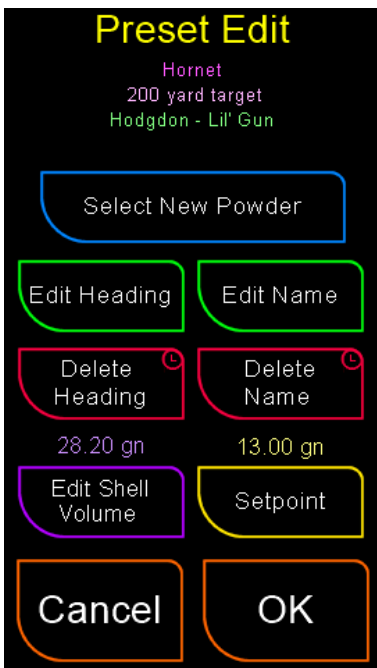 Preset Edit
Hornet
200 yard target
Hodgdon - Lil' Gun
Select New Powder
Edit Heading
Edit Name
Delete
Heading
Delete
Name
28.20 gn
13.00 gn
Edit Shell
Volume
Setpoint
Cancel
OK